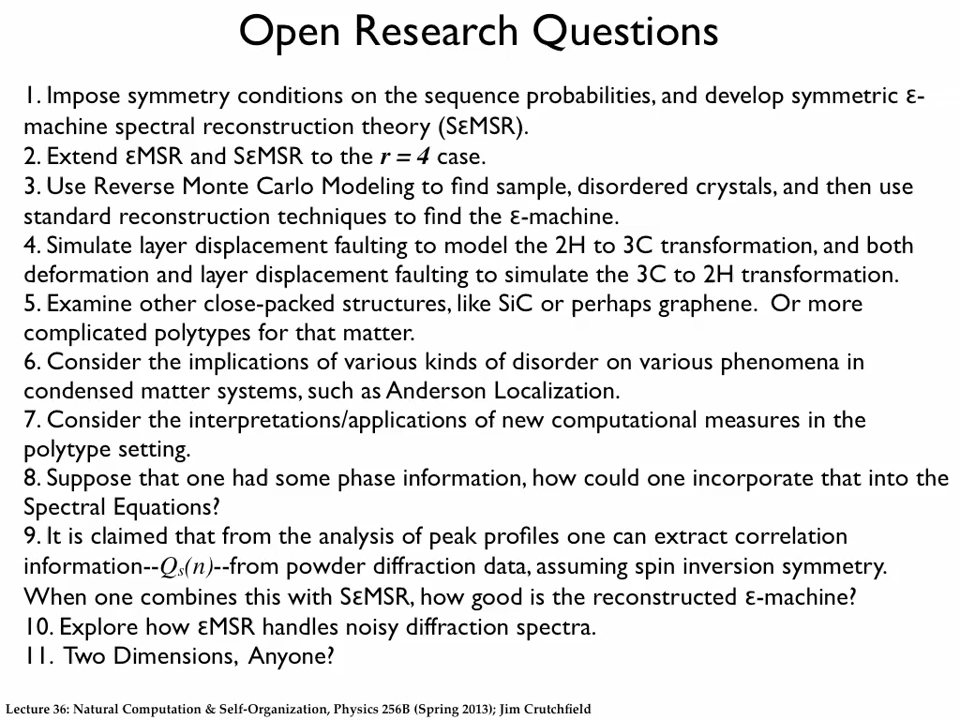 Open Research Questions
1. Impose symmetry conditions on the sequence probabilities, and develop symmetric ε-
machine spectral reconstruction theory (SεMSR).
2. Extend εMSR and SεMSR to the r = 4 case.
3. Use Reverse Monte Carlo Modeling to find sample, disordered crystals, and then use
standard reconstruction techniques to find the ε-machine.
4. Simulate layer displacement faulting to model the 2H to 3C transformation, and both
deformation and layer displacement faulting to simulate the 3C to 2H transformation.
5. Examine other close-packed structures, like SiC or perhaps graphene.  Or more
complicated polytypes for that matter.
6. Consider the implications of various kinds of disorder on various phenomena in
condensed matter systems, such as Anderson Localization.
7. Consider the interpretations/applications of new computational measures in the
polytype setting.
8. Suppose that one had some phase information, how could one incorporate that into the
Spectral Equations?
9. It is claimed that from the analysis of peak profiles one can extract correlation
information--Qs(n)--from powder diffraction data, assuming spin inversion symmetry.
When one combines this with SεMSR, how good is the reconstructed ε-machine?
10. Explore how εMSR handles noisy diffraction spectra.
11.  Two Dimensions,  Anyone?
Lecture 36: Natural Computation & Self-Organization, Physics 256B (Spring 2013); Jim Crutchfield